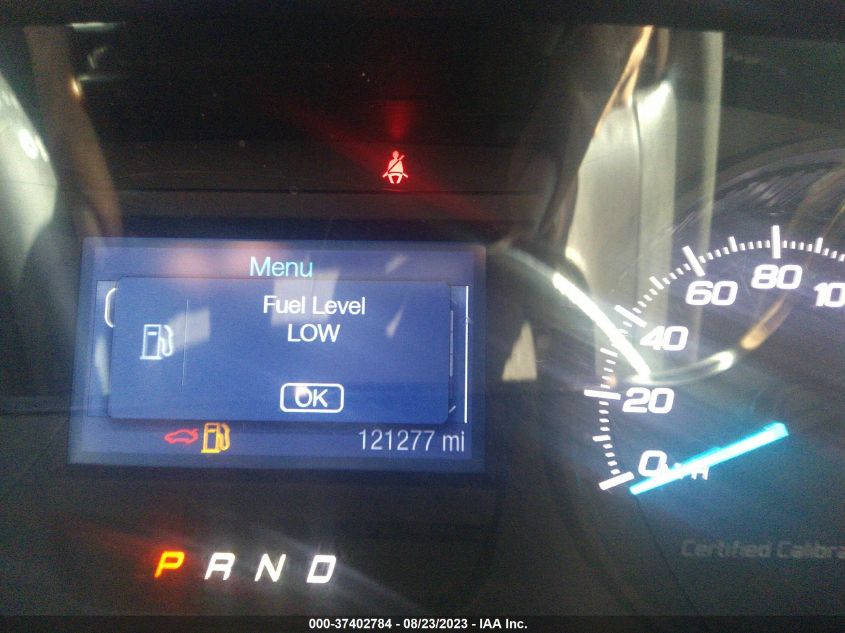 Menu
Fuel Level
LOW
OK
121277 mi
0
20
40
60
80
P R N D
Certified
000-37402784 - 08/23/2023 - IAA Inc.